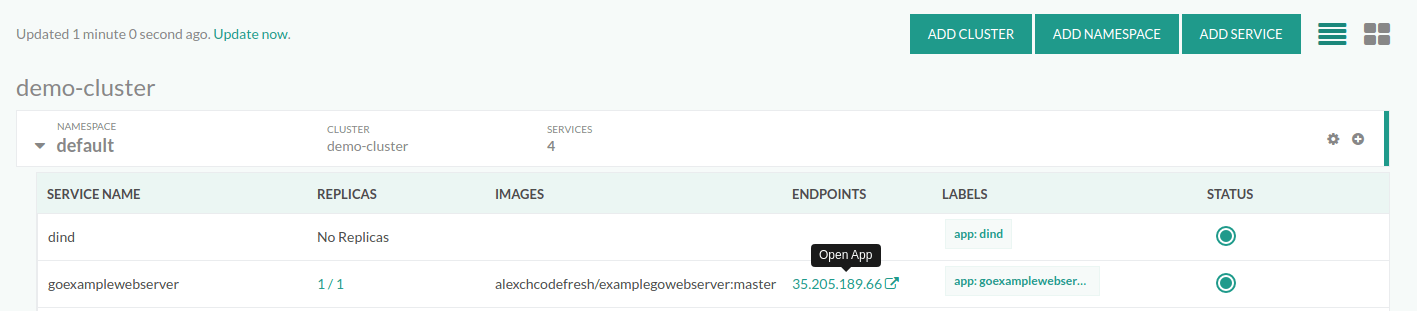 Updated 1 minute 0 second ago. Update now.
ADD CLUSTER ADD NAMESPACE ADD SERVICE
demo-cluster
NAMESPACE CLUSTER SERVICES
default demo-cluster 4
SERVICE NAME REPLICAS IMAGES ENDPOINTS LABELS STATUS
dind No Replicas app: dind
Open App
goexamplewebserver 1 / 1 alexchcodefresh/examplegowebserver:master 35.205.189.66 app: goexamplewebser...